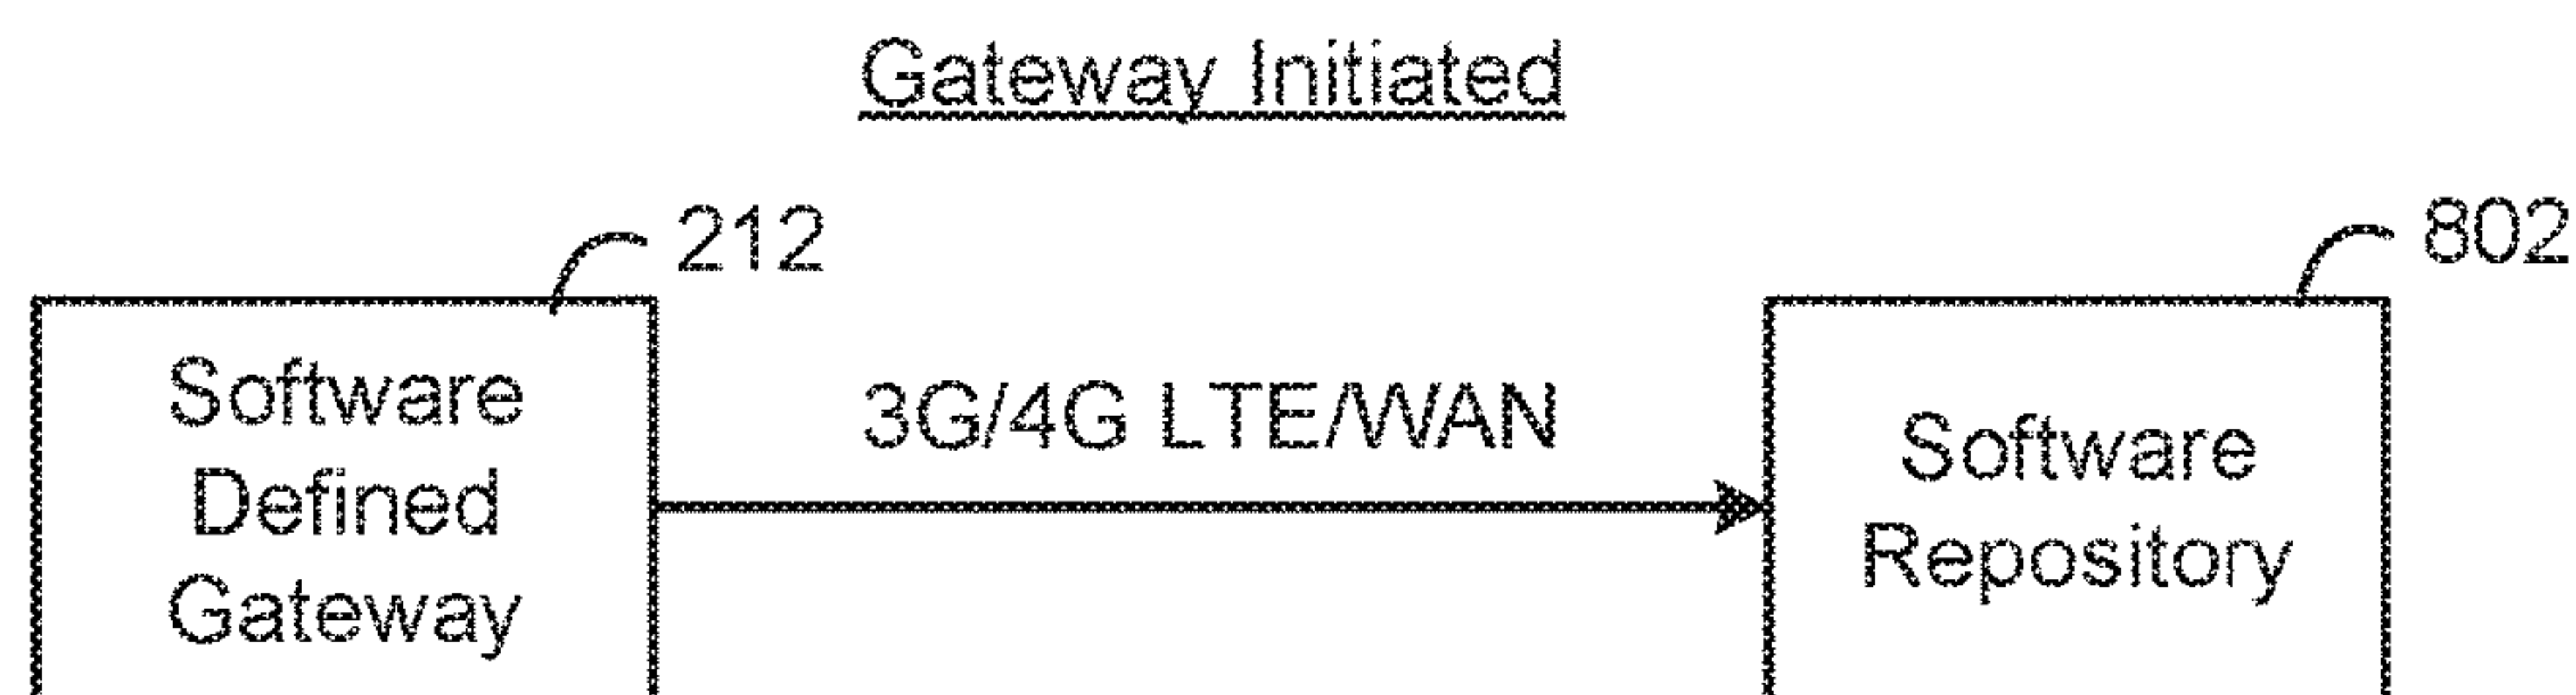 Gateway Initiated
212
802
Software
Defined
Gateway
3G/4G LTE/WAN
Software
Repository